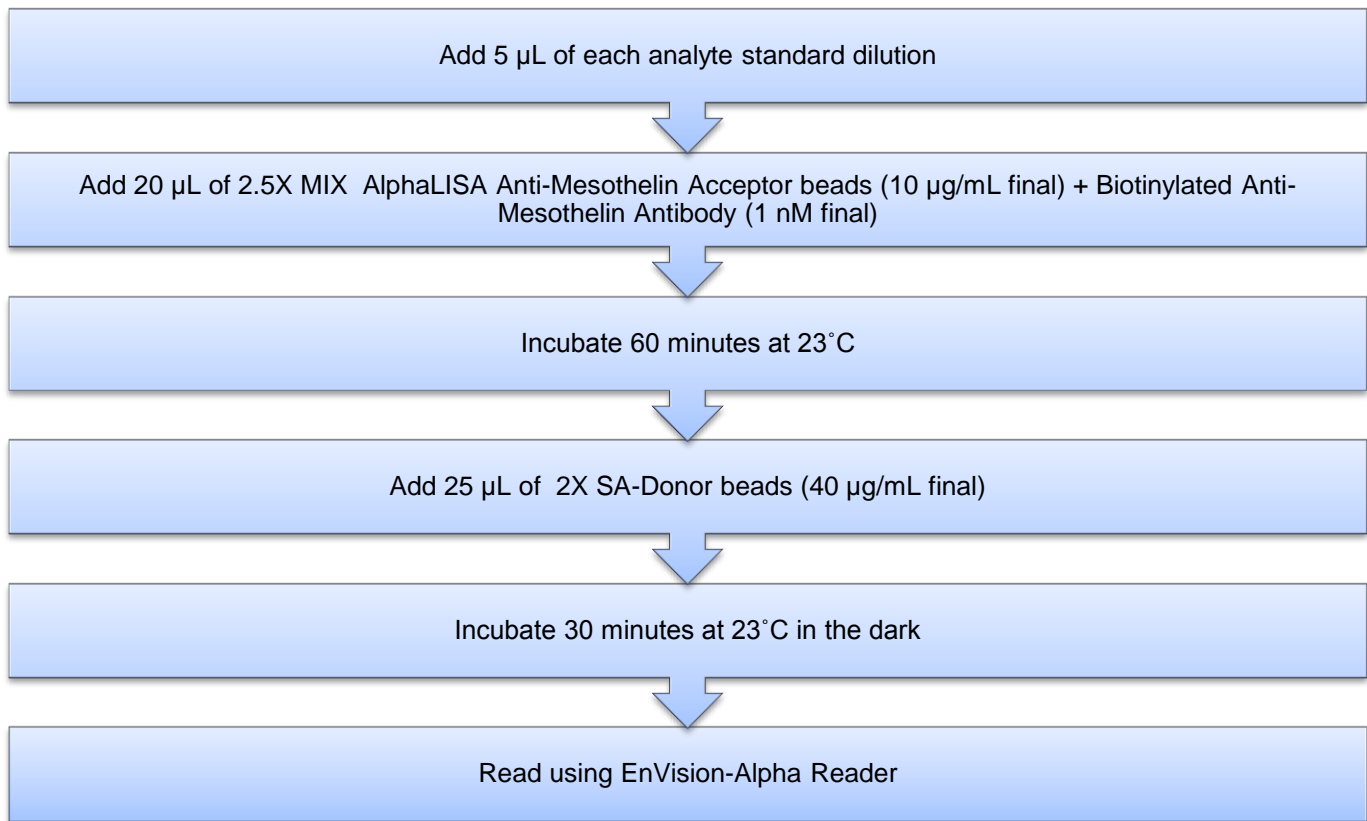 Add 5 µL of each analyte standard dilution
Add 20 µL of 2.5X MIX  AlphaLISA Anti-Mesothelin Acceptor beads (10 µg/mL final) + Biotinylated Anti-
Mesothelin Antibody (1 nM final)
Incubate 60 minutes at 23˚C
Add 25 µL of  2X SA-Donor beads (40 µg/mL final)
Incubate 30 minutes at 23˚C in the dark
Read using EnVision-Alpha Reader